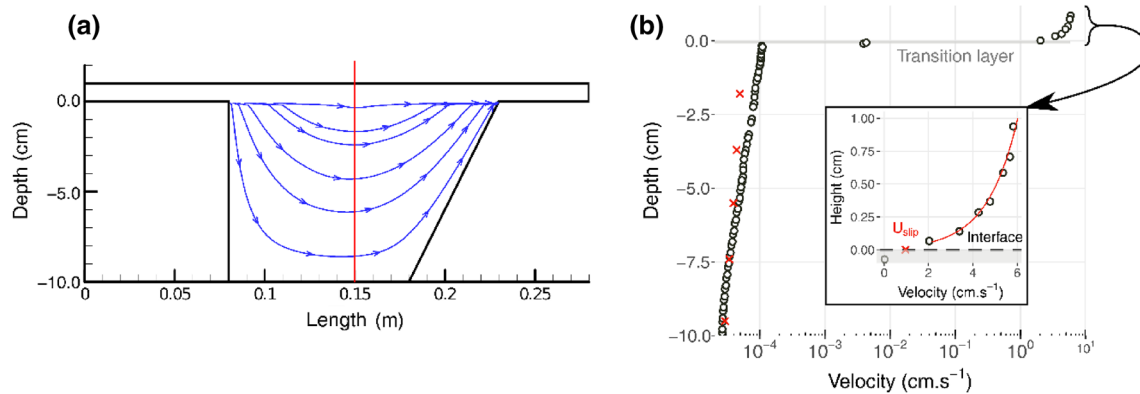 (a)
Depth (cm)
0.0
−5.0
−10.0
0
0.05
0.1
0.15
0.2
0.25
Length (m)
(b)
Depth (cm)
0.0
−2.5
−5.0
−7.5
−10.0
Transition layer
10⁻⁴
10⁻³
10⁻²
10⁻¹
10⁰
10¹
Velocity (cm.s⁻¹)
Height (cm)
1.00
0.75
0.50
0.25
0.00
Uslip
Interface
0
2
4
6
Velocity (cm.s⁻¹)